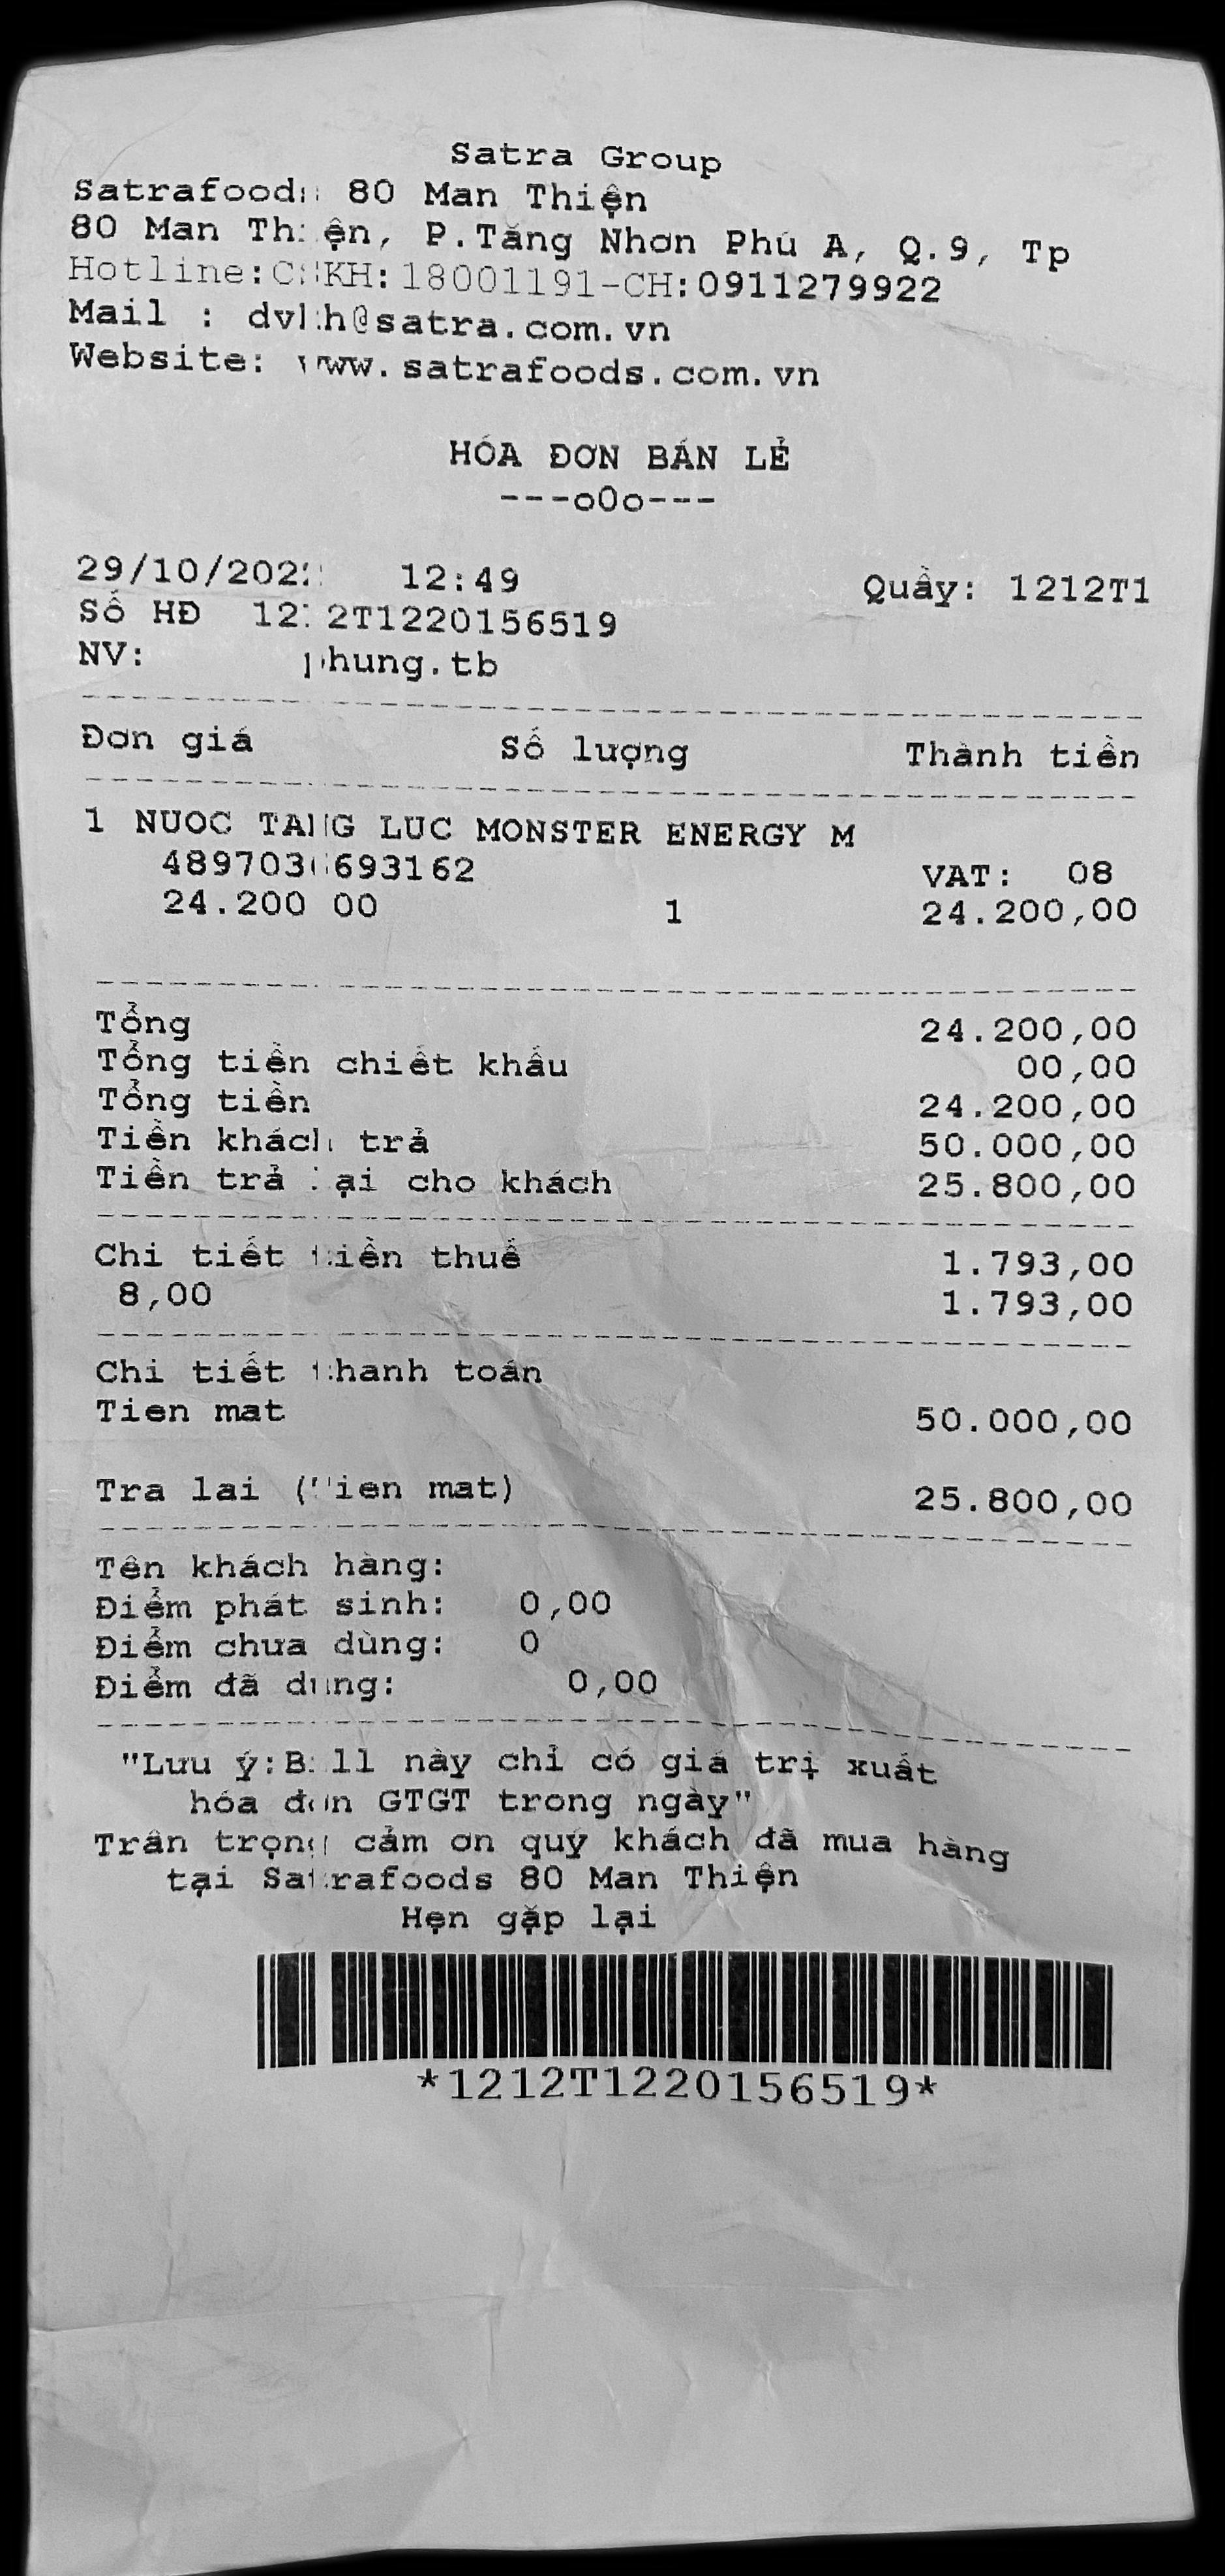 Satra Group
Satrafoods 80 Man Thiện
80 Man Thiện, P.Tăng Nhơn Phú A, Q.9, Tp
Hotline:CSKH:18001191-CH:0911279922
Mail : dvkh@satra.com.vn
Website: www.satrafoods.com.vn
HÓA ĐƠN BÁN LẺ
---oOo---
29/10/2022 12:49 Quầy: 1212T1
Số HĐ 1212T1220156519
NV: phung.tb
Đơn giá Số lượng Thành tiền
1 NUOC TANG LUC MONSTER ENERGY M
4897036693162 VAT: 08
24.200 00 1 24.200,00
Tổng 24.200,00
Tổng tiền chiết khấu 00,00
Tổng tiền 24.200,00
Tiền khách trả 50.000,00
Tiền trả lại cho khách 25.800,00
Chi tiết tiền thuế 1.793,00
8,00 1.793,00
Chi tiết thanh toán
Tien mat 50.000,00
Tra lai (Tien mat) 25.800,00
Tên khách hàng:
Điểm phát sinh: 0,00
Điểm chưa dùng: 0
Điểm đã dùng: 0,00
"Lưu ý:Bill này chỉ có giá trị xuất
hóa đơn GTGT trong ngày"
Trân trọng cảm ơn quý khách đã mua hàng
tại Satrafoods 80 Man Thiện
Hẹn gặp lại
*1212T1220156519*